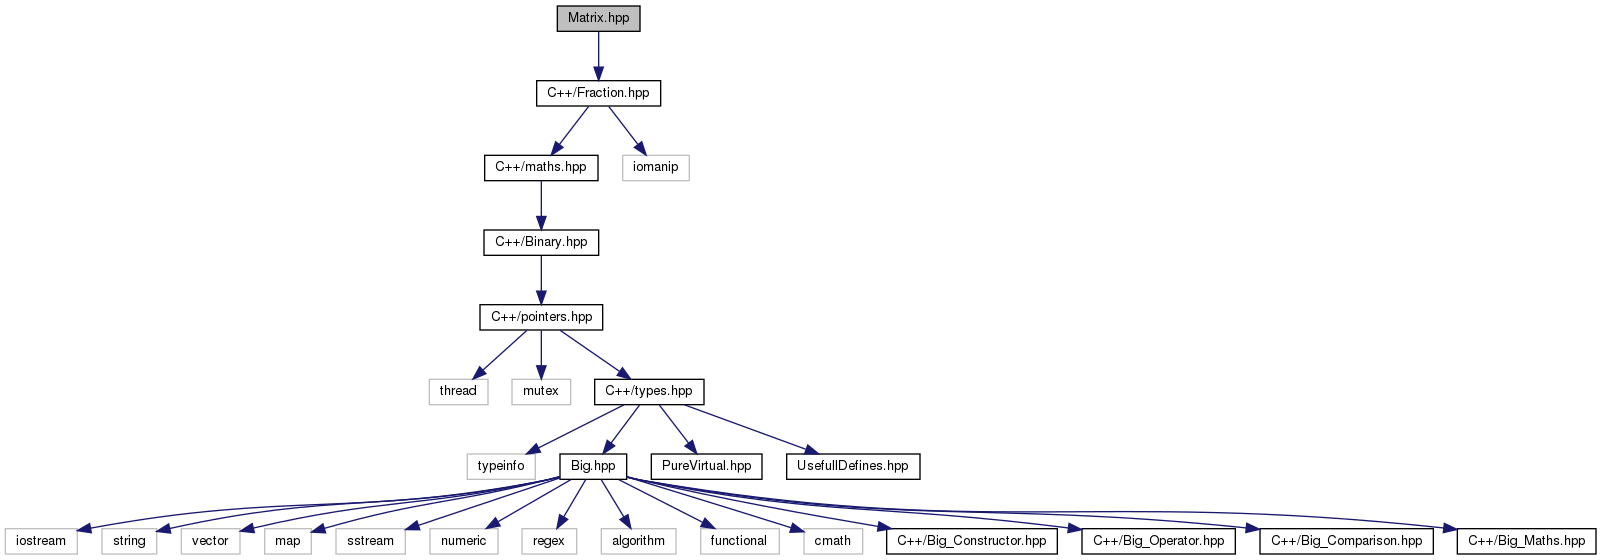 Matrix.hpp
C++/Fraction.hpp
C++/maths.hpp
iomanip
C++/Binary.hpp
C++/pointers.hpp
thread
mutex
C++/types.hpp
typeinfo
Big.hpp
PureVirtual.hpp
UsefullDefines.hpp
iostream
string
vector
map
sstream
numeric
regex
algorithm
functional
cmath
C++/Big_Constructor.hpp
C++/Big_Operator.hpp
C++/Big_Comparison.hpp
C++/Big_Maths.hpp